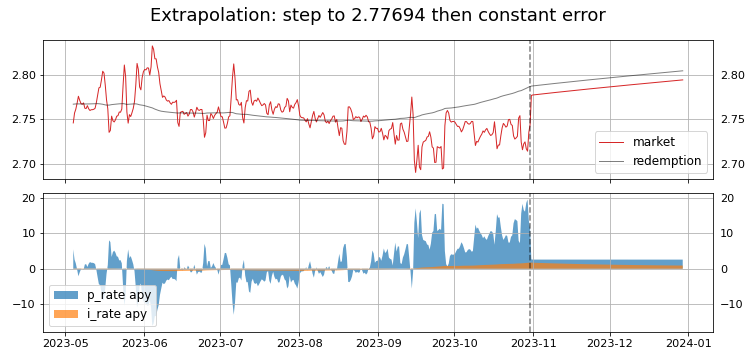 Extrapolation: step to 2.77694 then constant error
2.80
2.75
2.70
2.80
2.75
2.70
market
redemption
20
10
0
−10
20
10
0
−10
p_rate apy
i_rate apy
2023-05 2023-06 2023-07 2023-08 2023-09 2023-10 2023-11 2023-12 2024-01